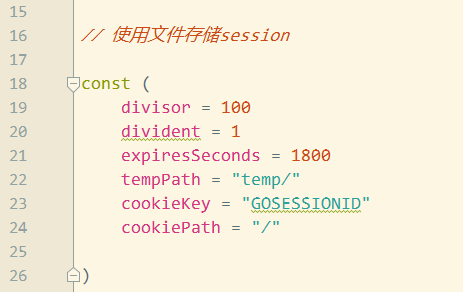 15
16 // 使用文件存储session
17
18 const (
19 divisor = 100
20 divident = 1
21 expiresSeconds = 1800
22 tempPath = "temp/"
23 cookieKey = "GOSESSIONID"
24 cookiePath = "/"
25
26 )